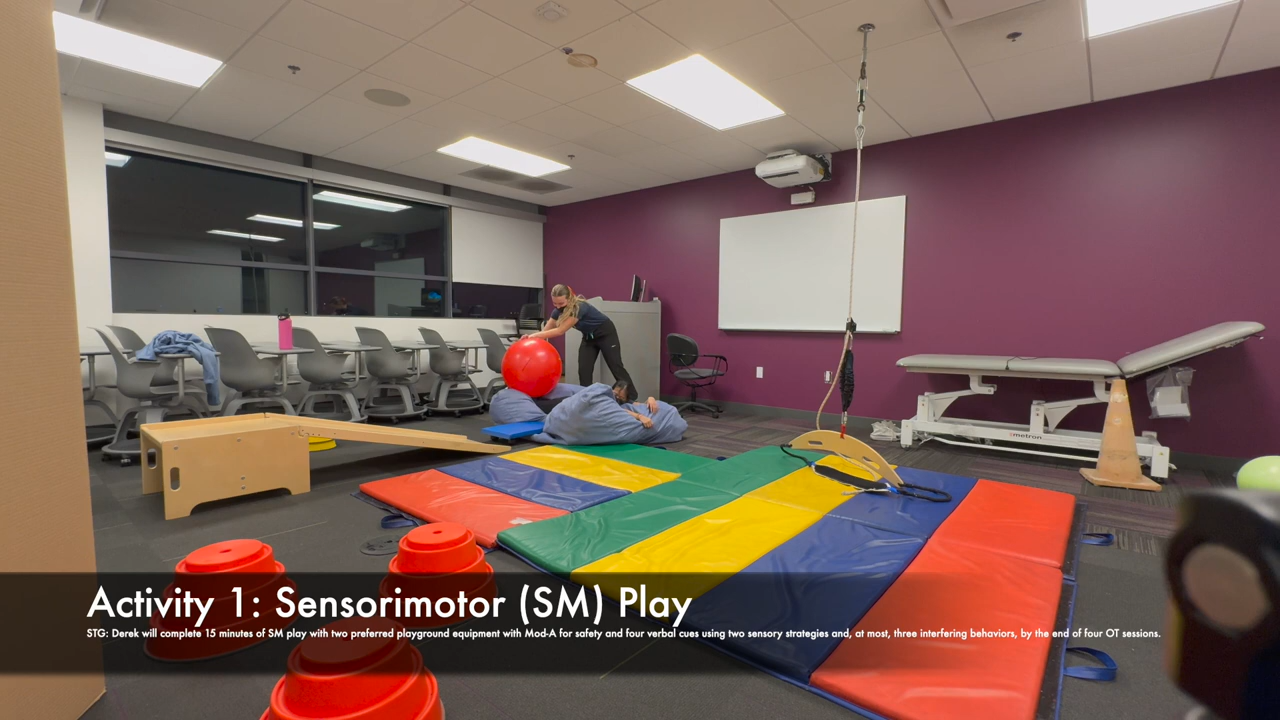 metron
Activity 1: Sensorimotor (SM) Play
STG: Derek will complete 15 minutes of SM play with two preferred playground equipment with Mod-A for safety and four verbal cues using two sensory strategies and, at most, three interfering behaviors, by the end of four OT sessions.